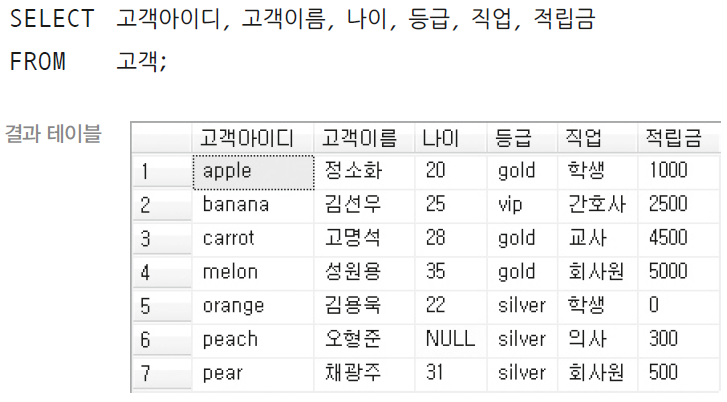 SELECT 고객아이디, 고객이름, 나이, 등급, 직업, 적립금
FROM 고객;
결과 테이블
고객아이디 고객이름 나이 등급 직업 적립금
1 apple 정소화 20 gold 학생 1000
2 banana 김선우 25 vip 간호사 2500
3 carrot 고명석 28 gold 교사 4500
4 melon 성원용 35 gold 회사원 5000
5 orange 김용욱 22 silver 학생 0
6 peach 오형준 NULL silver 의사 300
7 pear 채광주 31 silver 회사원 500